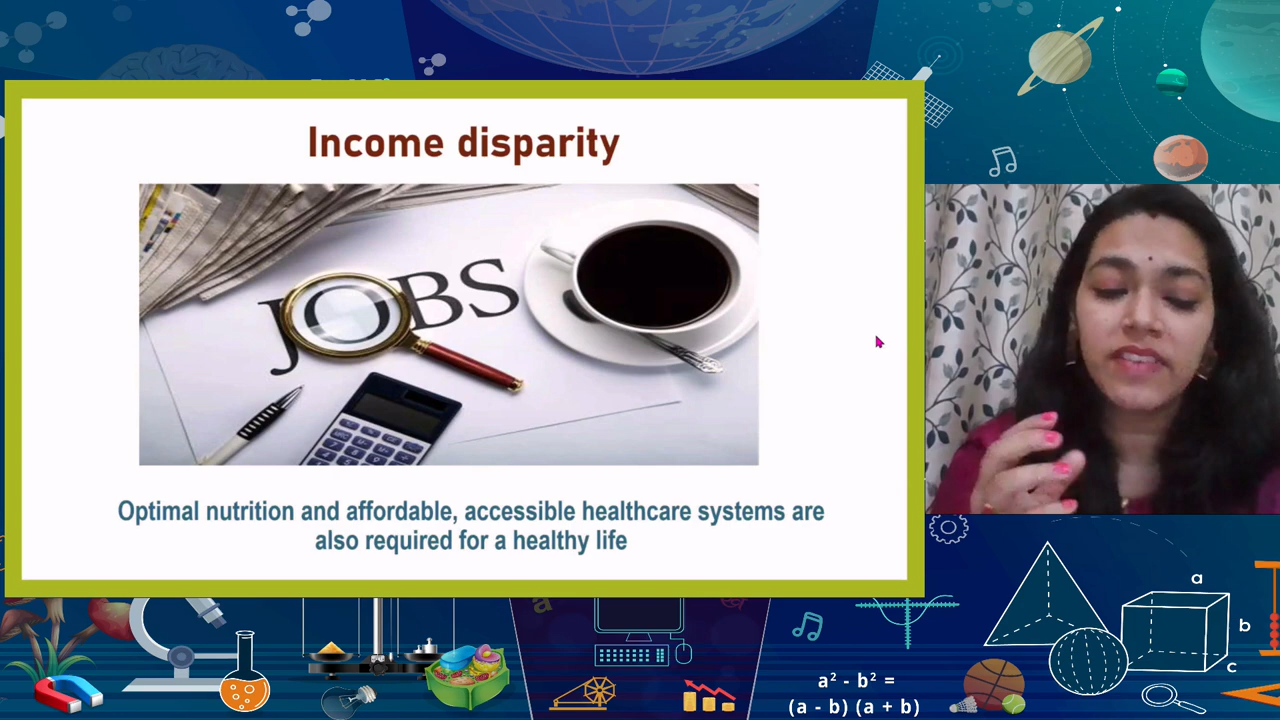 Income disparity
JOBS
Optimal nutrition and affordable, accessible healthcare systems are
also required for a healthy life
a
b
c
a
a² - b² =
(a - b) (a + b)